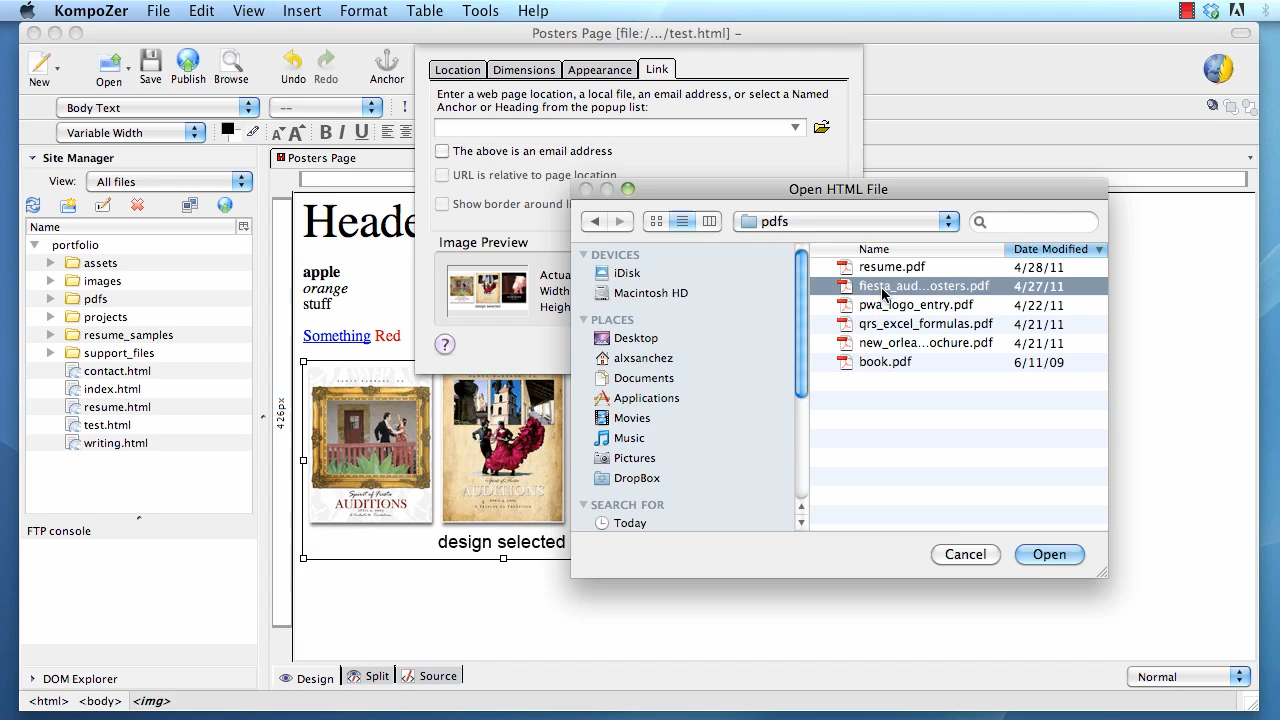 KompoZer File Edit View Insert Format Table Tools Help
Posters Page [file:/.../test.html] –
New Open Save Publish Browse Undo Redo Anchor
Body Text -- !
Variable Width B I U
Site Manager
View: All files
Name
portfolio
assets
images
pdfs
projects
resume_samples
support_files
contact.html
index.html
resume.html
test.html
writing.html
FTP console
DOM Explorer
<html> <body> <img>
Posters Page
Heade
apple
orange
stuff
Something Red
426px
Spirit of Fiesta
AUDITIONS
Spirit of Fiesta
AUDITIONS
design selected
Design Split Source
Normal
Location Dimensions Appearance Link
Enter a web page location, a local file, an email address, or select a Named
Anchor or Heading from the popup list:
The above is an email address
URL is relative to page location
Show border around li
Image Preview
Actua
Width
Heigh
?
Open HTML File
pdfs
DEVICES
iDisk
Macintosh HD
PLACES
Desktop
alxsanchez
Documents
Applications
Movies
Music
Pictures
DropBox
SEARCH FOR
Today
Name Date Modified
resume.pdf 4/28/11
fiesta_aud...osters.pdf 4/27/11
pwa_logo_entry.pdf 4/22/11
qrs_excel_formulas.pdf 4/21/11
new_orlea...ochure.pdf 4/21/11
book.pdf 6/11/09
Cancel Open